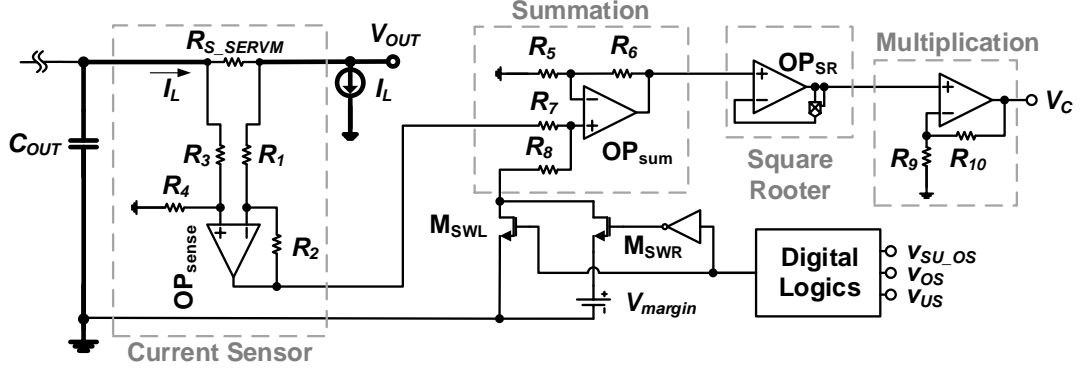 Summation
R_S_SERVM
V_OUT
I_L
I_L
R_5
R_6
OP_SR
Multiplication
V_C
C_OUT
R_3
R_1
R_7
R_8
OP_sum
R_9
R_10
Square
Rooter
R_4
R_2
OP_sense
M_SWL
M_SWR
V_margin
Digital
Logics
v_SU_OS
v_OS
v_US
Current Sensor